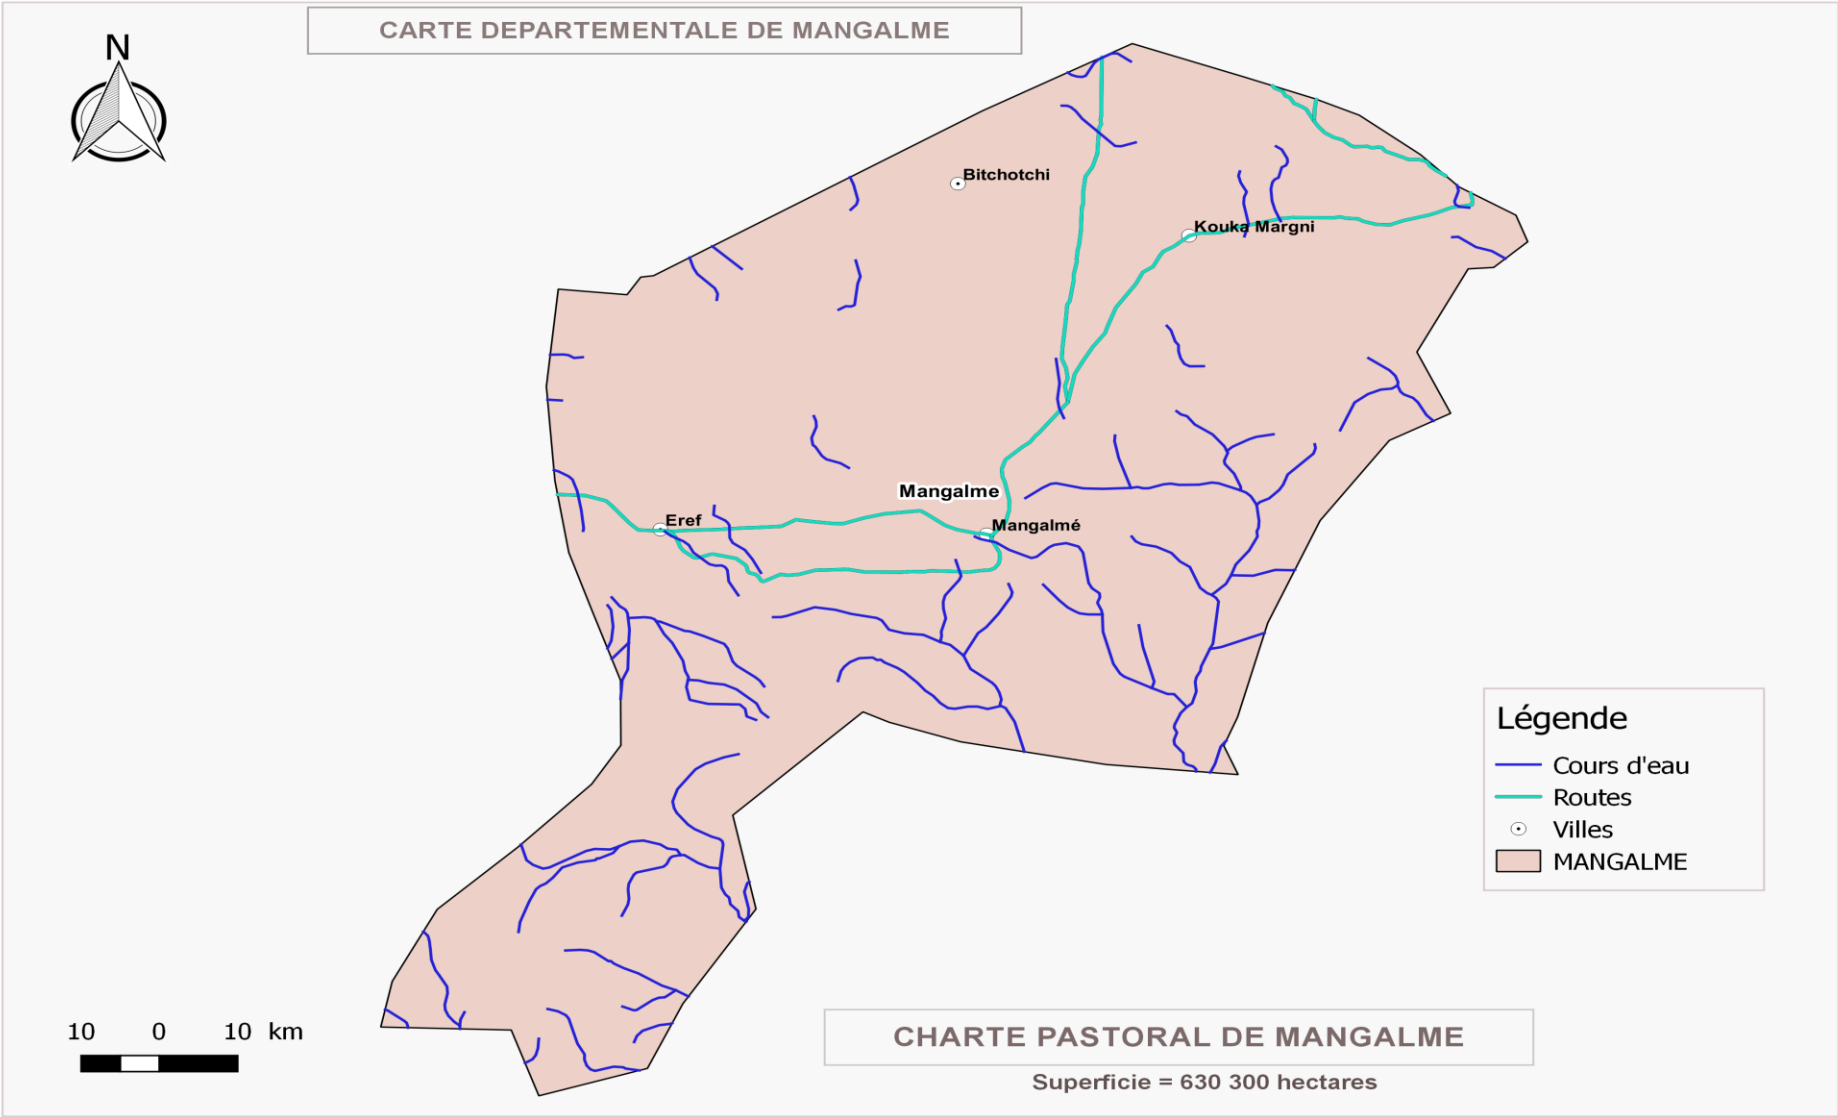 CARTE DEPARTEMENTALE DE MANGALME
N
Bitchotchi
Kouka Margni
Mangalme
Eref
Mangalmé
Légende
Cours d'eau
Routes
Villes
MANGALME
10 0 10 km
CHARTE PASTORAL DE MANGALME
Superficie = 630 300 hectares